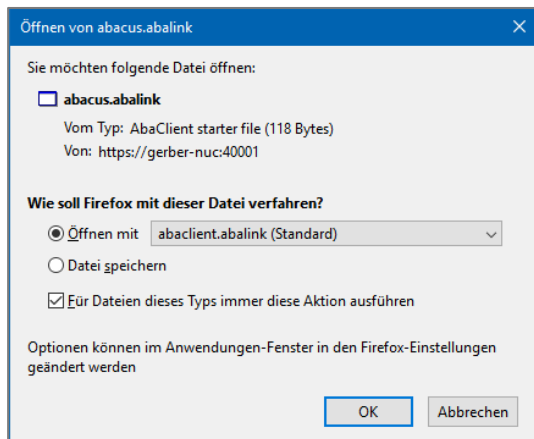 Öffnen von abacus.abalink
Sie möchten folgende Datei öffnen:
abacus.abalink
Vom Typ: AbaClient starter file (118 Bytes)
Von: https://gerber-nuc:40001
Wie soll Firefox mit dieser Datei verfahren?
Öffnen mit abaclient.abalink (Standard)
Datei speichern
Für Dateien dieses Typs immer diese Aktion ausführen
Optionen können im Anwendungen-Fenster in den Firefox-Einstellungen
geändert werden
OK Abbrechen